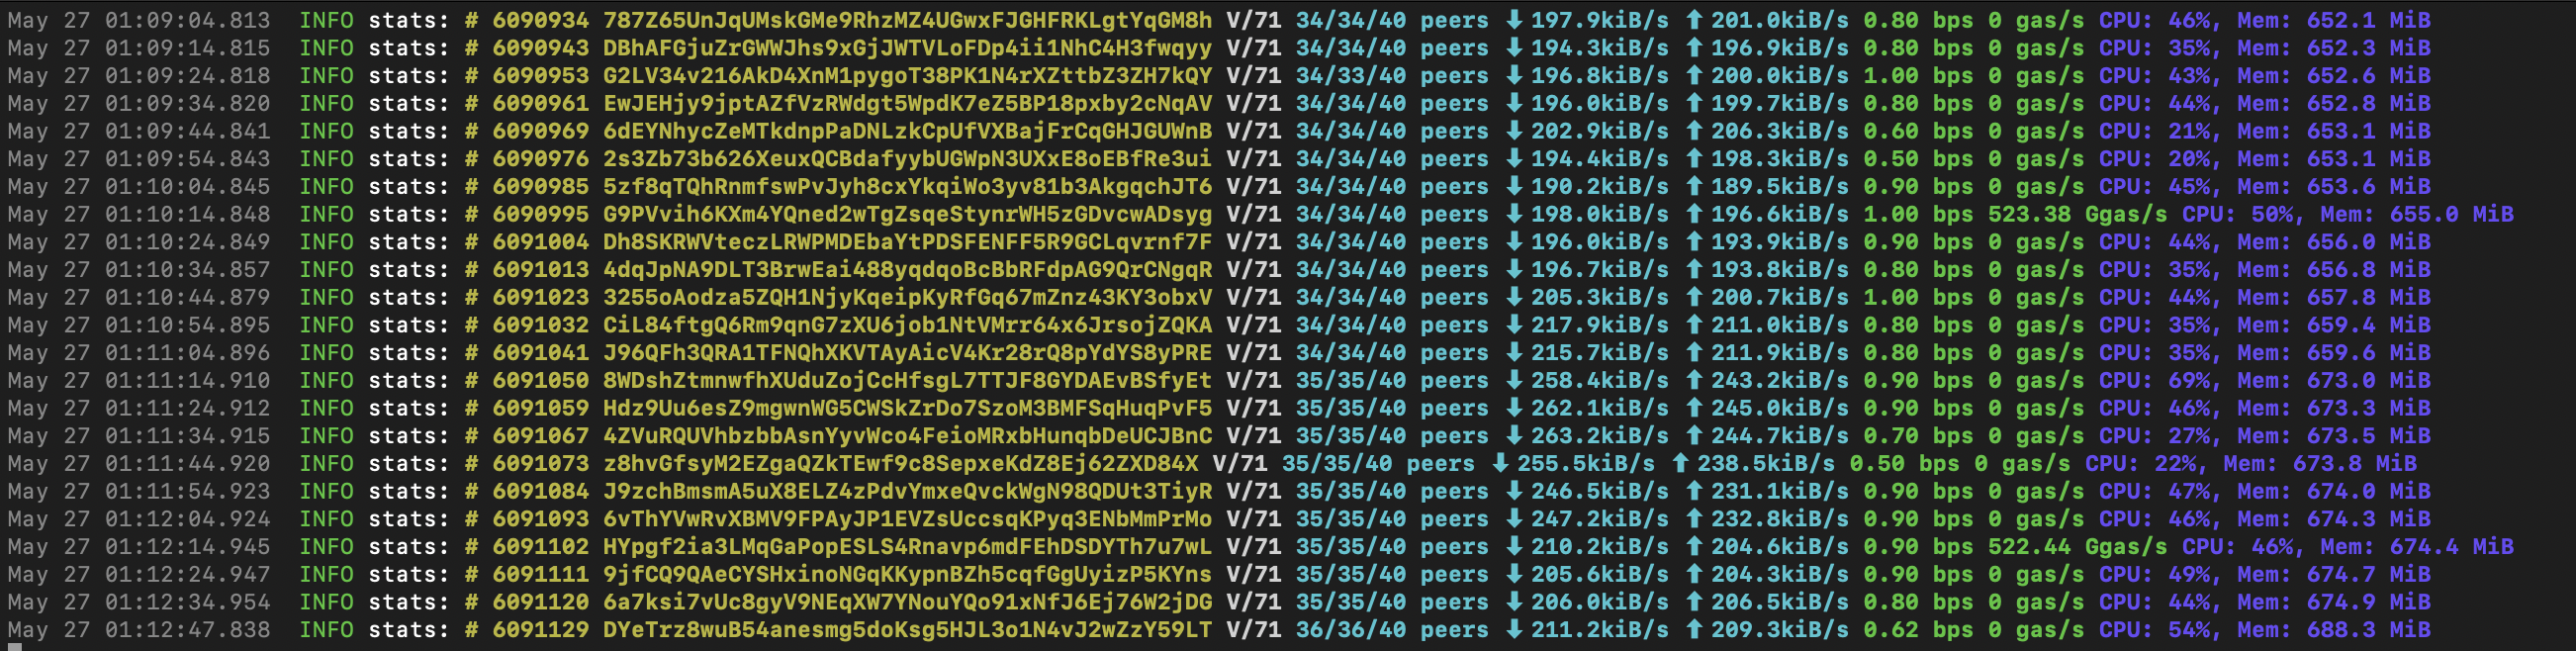 May 27 01:09:04.813  INFO stats: # 6090934 787Z65UnJqUMskGMe9RhzMZ4UGwxFJGHFRKLgtYqGM8h V/71 34/34/40 peers ⬇ 197.9kiB/s ⬆ 201.0kiB/s 0.80 bps 0 gas/s CPU: 46%, Mem: 652.1 MiB
May 27 01:09:14.815  INFO stats: # 6090943 DBhAFGjuZrGWWJhs9xGjJWTVLoFDp4ii1NhC4H3fwqyy V/71 34/34/40 peers ⬇ 194.3kiB/s ⬆ 196.9kiB/s 0.80 bps 0 gas/s CPU: 35%, Mem: 652.3 MiB
May 27 01:09:24.818  INFO stats: # 6090953 G2LV34v216AkD4XnM1pygoT38PK1N4rXZttbZ3ZH7kQY V/71 34/33/40 peers ⬇ 196.8kiB/s ⬆ 200.0kiB/s 1.00 bps 0 gas/s CPU: 43%, Mem: 652.6 MiB
May 27 01:09:34.820  INFO stats: # 6090961 EwJEHjy9jptAZfVzRWdgt5WpdK7eZ5BP18pxby2cNqAV V/71 34/34/40 peers ⬇ 196.0kiB/s ⬆ 199.7kiB/s 0.80 bps 0 gas/s CPU: 44%, Mem: 652.8 MiB
May 27 01:09:44.841  INFO stats: # 6090969 6dEYNhycZeMTkdnpPaDNLzkCpUfVXBajFrCqGHJGUWnB V/71 34/34/40 peers ⬇ 202.9kiB/s ⬆ 206.3kiB/s 0.60 bps 0 gas/s CPU: 21%, Mem: 653.1 MiB
May 27 01:09:54.843  INFO stats: # 6090976 2s3Zb73b626XeuxQCBdafyybUGWpN3UXxE8oEBfRe3ui V/71 34/34/40 peers ⬇ 194.4kiB/s ⬆ 198.3kiB/s 0.50 bps 0 gas/s CPU: 20%, Mem: 653.1 MiB
May 27 01:10:04.845  INFO stats: # 6090985 5zf8qTQhRnmfswPvJyh8cxYkqiWo3yv81b3AkgqchJT6 V/71 34/34/40 peers ⬇ 190.2kiB/s ⬆ 189.5kiB/s 0.90 bps 0 gas/s CPU: 45%, Mem: 653.6 MiB
May 27 01:10:14.848  INFO stats: # 6090995 G9PVvih6KXm4YQned2wTgZsqeStynrWH5zGDvcwADsyg V/71 34/34/40 peers ⬇ 198.0kiB/s ⬆ 196.6kiB/s 1.00 bps 523.38 Ggas/s CPU: 50%, Mem: 655.0 MiB
May 27 01:10:24.849  INFO stats: # 6091004 Dh8SKRWVteczLRWPMDEbaYtPDSFENFF5R9GCLqvrnf7F V/71 34/34/40 peers ⬇ 196.0kiB/s ⬆ 193.9kiB/s 0.90 bps 0 gas/s CPU: 44%, Mem: 656.0 MiB
May 27 01:10:34.857  INFO stats: # 6091013 4dqJpNA9DLT3BrwEai488yqdqoBcBbRFdpAG9QrCNgqR V/71 34/34/40 peers ⬇ 196.7kiB/s ⬆ 193.8kiB/s 0.80 bps 0 gas/s CPU: 35%, Mem: 656.8 MiB
May 27 01:10:44.879  INFO stats: # 6091023 3255oAodza5ZQH1NjyKqeipKyRfGq67mZnz43KY3obxV V/71 34/34/40 peers ⬇ 205.3kiB/s ⬆ 200.7kiB/s 1.00 bps 0 gas/s CPU: 44%, Mem: 657.8 MiB
May 27 01:10:54.895  INFO stats: # 6091032 CiL84ftgQ6Rm9qnG7zXU6job1NtVMrr64x6JrsojZQKA V/71 34/34/40 peers ⬇ 217.9kiB/s ⬆ 211.0kiB/s 0.80 bps 0 gas/s CPU: 35%, Mem: 659.4 MiB
May 27 01:11:04.896  INFO stats: # 6091041 J96QFh3QRA1TFNQhXKVTAyAicV4Kr28rQ8pYdYS8yPRE V/71 34/34/40 peers ⬇ 215.7kiB/s ⬆ 211.9kiB/s 0.80 bps 0 gas/s CPU: 35%, Mem: 659.6 MiB
May 27 01:11:14.910  INFO stats: # 6091050 8WDshZtmnwfhXUduZojCcHfsgL7TTJF8GYDAEvBSfyEt V/71 35/35/40 peers ⬇ 258.4kiB/s ⬆ 243.2kiB/s 0.90 bps 0 gas/s CPU: 69%, Mem: 673.0 MiB
May 27 01:11:24.912  INFO stats: # 6091059 Hdz9Uu6esZ9mgwnWG5CWSkZrDo7SzoM3BMFSqHuqPvF5 V/71 35/35/40 peers ⬇ 262.1kiB/s ⬆ 245.0kiB/s 0.90 bps 0 gas/s CPU: 46%, Mem: 673.3 MiB
May 27 01:11:34.915  INFO stats: # 6091067 4ZVuRQUVhbzbbAsnYyvWco4FeioMRxbHunqbDeUCJBnC V/71 35/35/40 peers ⬇ 263.2kiB/s ⬆ 244.7kiB/s 0.70 bps 0 gas/s CPU: 27%, Mem: 673.5 MiB
May 27 01:11:44.920  INFO stats: # 6091073 z8hvGfsyM2EZgaQZkTEwf9c8SepxeKdZ8Ej62ZXD84X V/71 35/35/40 peers ⬇ 255.5kiB/s ⬆ 238.5kiB/s 0.50 bps 0 gas/s CPU: 22%, Mem: 673.8 MiB
May 27 01:11:54.923  INFO stats: # 6091084 J9zchBmsmA5uX8ELZ4zPdvYmxeQvckWgN98QDUt3TiyR V/71 35/35/40 peers ⬇ 246.5kiB/s ⬆ 231.1kiB/s 0.90 bps 0 gas/s CPU: 47%, Mem: 674.0 MiB
May 27 01:12:04.924  INFO stats: # 6091093 6vThYVwRvXBMV9FPAyJP1EVZsUccsqKPyq3ENbMmPrMo V/71 35/35/40 peers ⬇ 247.2kiB/s ⬆ 232.8kiB/s 0.90 bps 0 gas/s CPU: 46%, Mem: 674.3 MiB
May 27 01:12:14.945  INFO stats: # 6091102 HYpgf2ia3LMqGaPopESLS4Rnavp6mdFEhDSDYTh7u7wL V/71 35/35/40 peers ⬇ 210.2kiB/s ⬆ 204.6kiB/s 0.90 bps 522.44 Ggas/s CPU: 46%, Mem: 674.4 MiB
May 27 01:12:24.947  INFO stats: # 6091111 9jfCQ9QAeCYSHxinoNGqKKypnBZh5cqfGgUyizP5KYns V/71 35/35/40 peers ⬇ 205.6kiB/s ⬆ 204.3kiB/s 0.90 bps 0 gas/s CPU: 49%, Mem: 674.7 MiB
May 27 01:12:34.954  INFO stats: # 6091120 6a7ksi7vUc8gyV9NEqXW7YNouYQo91xNfJ6Ej76W2jDG V/71 35/35/40 peers ⬇ 206.0kiB/s ⬆ 206.5kiB/s 0.80 bps 0 gas/s CPU: 44%, Mem: 674.9 MiB
May 27 01:12:47.838  INFO stats: # 6091129 DYeTrz8wuB54anesmg5doKsg5HJL3o1N4vJ2wZzY59LT V/71 36/36/40 peers ⬇ 211.2kiB/s ⬆ 209.3kiB/s 0.62 bps 0 gas/s CPU: 54%, Mem: 688.3 MiB